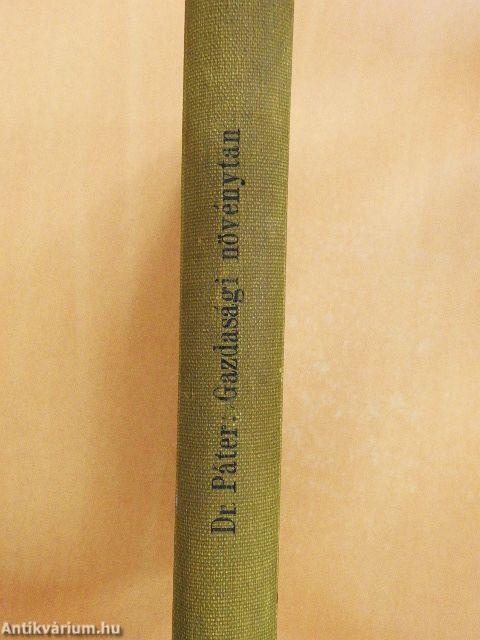 Dr. Páter: Gazdasági növénytan
Antikvárium.hu